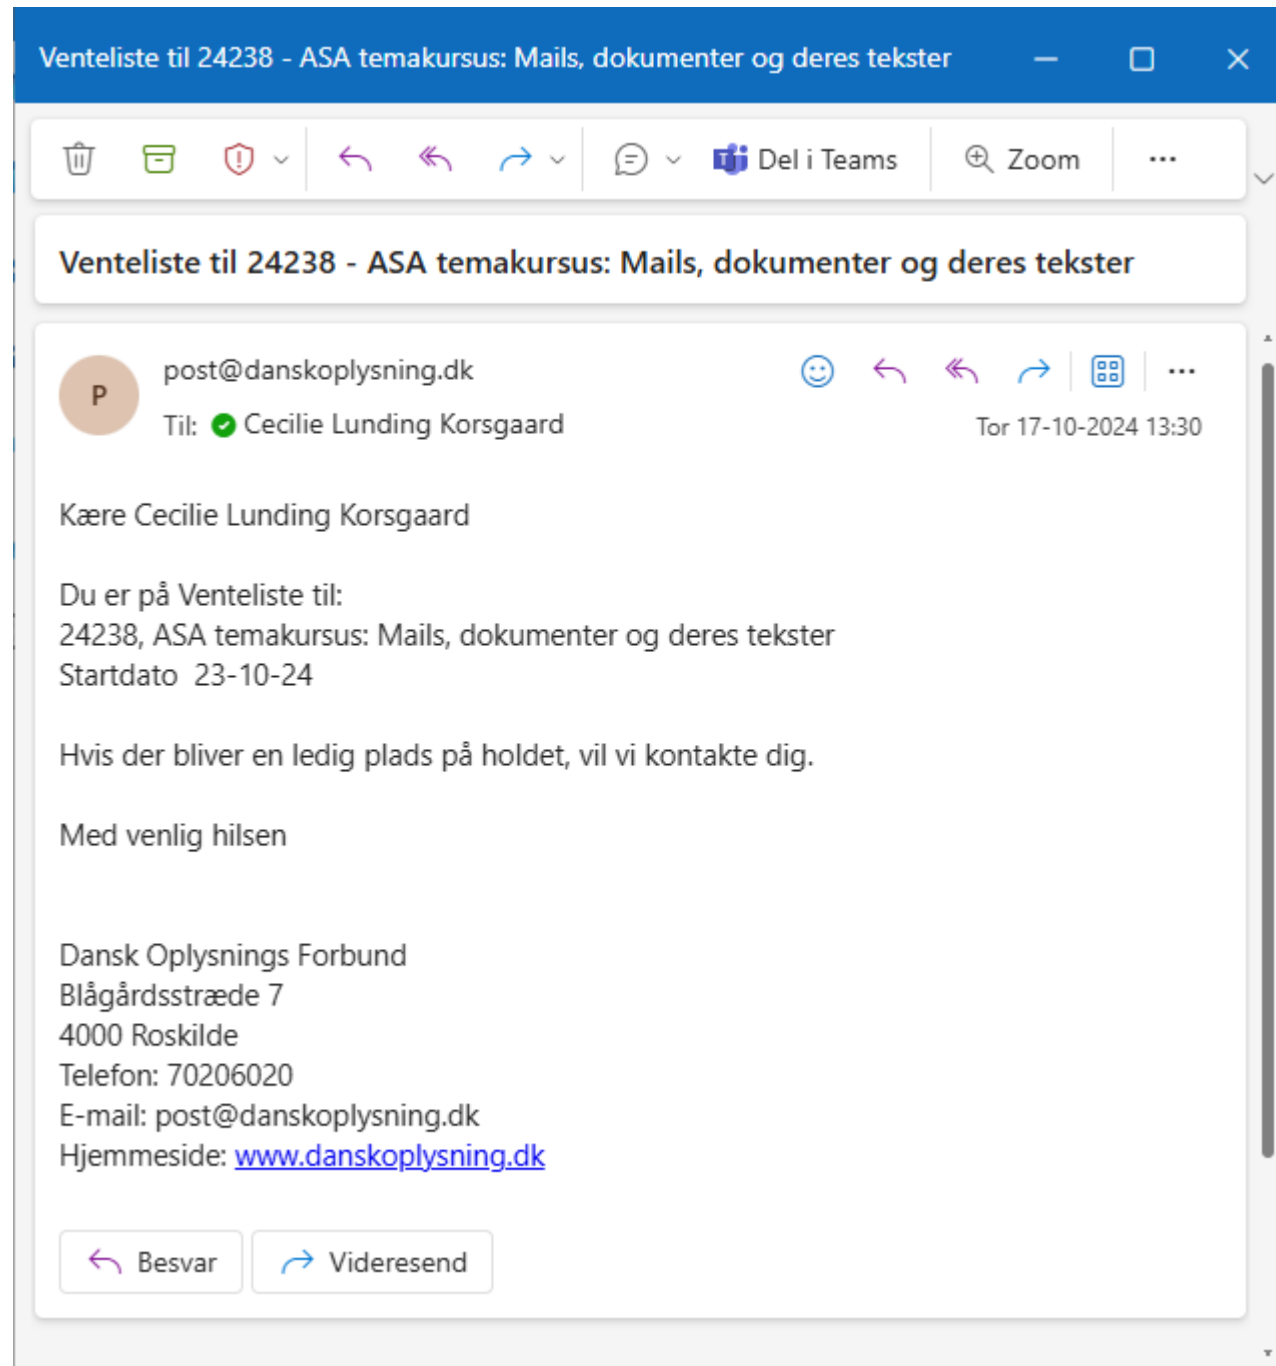 Venteliste til 24238 - ASA temakursus: Mails, dokumenter og deres tekster
Del i Teams
Zoom
Venteliste til 24238 - ASA temakursus: Mails, dokumenter og deres tekster
P
post@danskoplysning.dk
Til: Cecilie Lunding Korsgaard
Tor 17-10-2024 13:30
Kære Cecilie Lunding Korsgaard
Du er på Venteliste til:
24238, ASA temakursus: Mails, dokumenter og deres tekster
Startdato 23-10-24
Hvis der bliver en ledig plads på holdet, vil vi kontakte dig.
Med venlig hilsen
Dansk Oplysnings Forbund
Blågårdsstræde 7
4000 Roskilde
Telefon: 70206020
E-mail: post@danskoplysning.dk
Hjemmeside: www.danskoplysning.dk
Besvar
Videresend